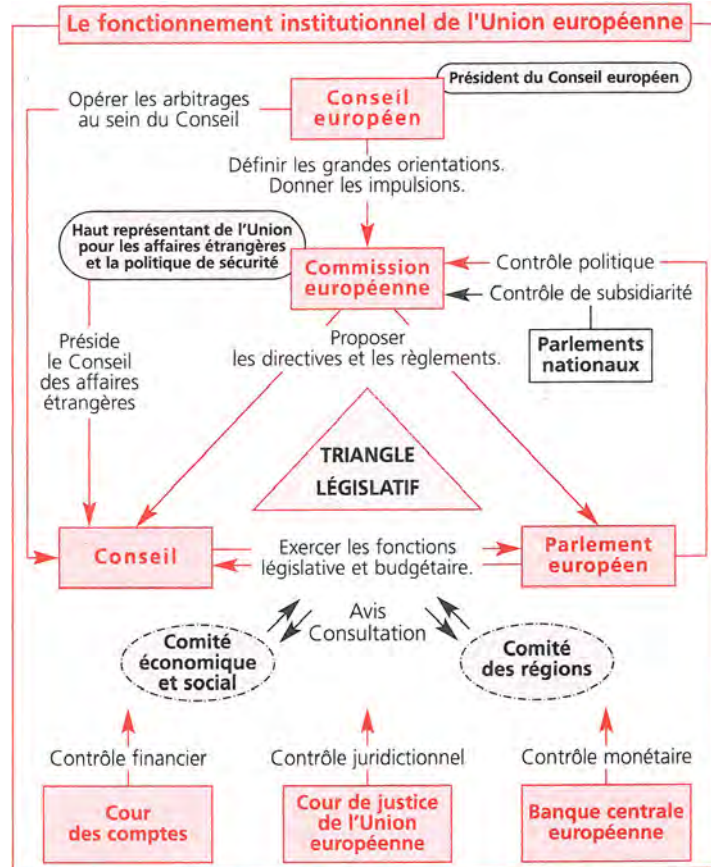 Le fonctionnement institutionnel de l'Union européenne
Président du Conseil européen
Conseil
européen
Opérer les arbitrages
au sein du Conseil
Définir les grandes orientations.
Donner les impulsions.
Haut représentant de l'Union
pour les affaires étrangères
et la politique de sécurité
Commission
européenne
Contrôle politique
Contrôle de subsidiarité
Parlements
nationaux
Préside
le Conseil
des affaires
étrangères
Proposer
les directives et les règlements.
TRIANGLE
LÉGISLATIF
Conseil
Exercer les fonctions
législative et budgétaire.
Parlement
européen
Avis
Consultation
Comité
économique
et social
Comité
des régions
Contrôle financier
Contrôle juridictionnel
Contrôle monétaire
Cour
des comptes
Cour de justice
de l'Union
européenne
Banque centrale
européenne